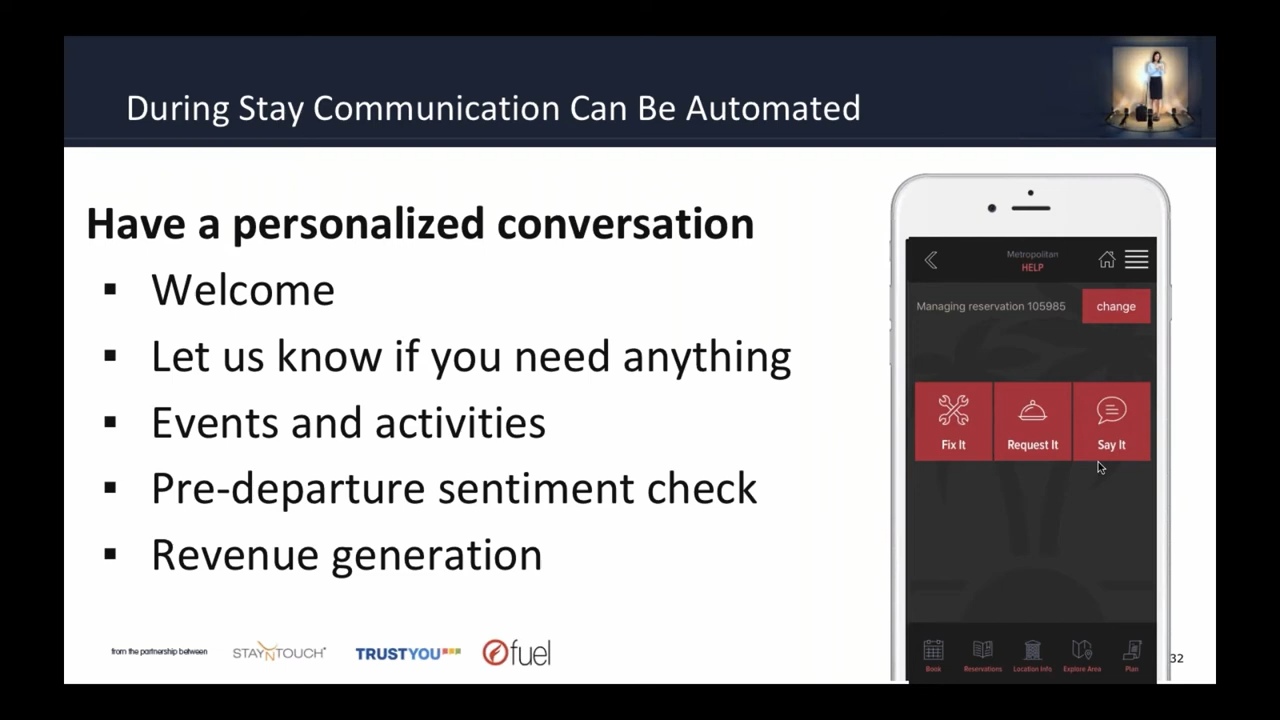 During Stay Communication Can Be Automated
Have a personalized conversation
▪ Welcome
▪ Let us know if you need anything
▪ Events and activities
▪ Pre-departure sentiment check
▪ Revenue generation
Metropolitan
HELP
Managing reservation 105985
change
Fix It
Request It
Say It
Book
Reservations
Location Info
Explore Area
Plan
from the partnership between
STAYNTOUCH
TRUSTYOU
fuel
32